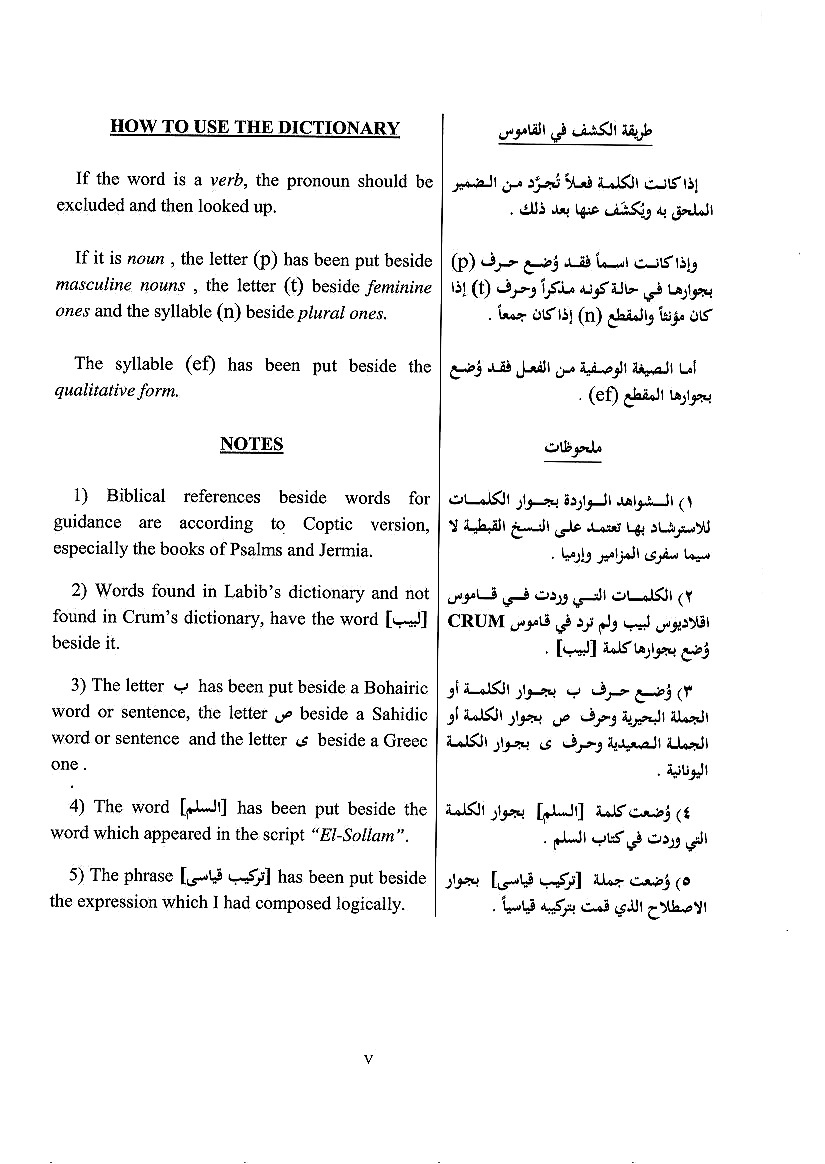 HOW TO USE THE DICTIONARY
If the word is a verb, the pronoun should be
excluded and then looked up.
If it is noun , the letter (p) has been put beside
masculine nouns , the letter (t) beside feminine
ones and the syllable (n) beside plural ones.
The syllable (ef) has been put beside the
qualitative form.
NOTES
1) Biblical references beside words for
guidance are according to Coptic version,
especially the books of Psalms and Jermia.
2) Words found in Labib’s dictionary and not
found in Crum’s dictionary, have the word [لبيب]
beside it.
3) The letter ب has been put beside a Bohairic
word or sentence, the letter ص beside a Sahidic
word or sentence and the letter ى beside a Greec
one .
4) The word [السلم] has been put beside the
word which appeared in the script “El-Sollam”.
5) The phrase [تركيب قياسى] has been put beside
the expression which I had composed logically.
طريقة الكشف في القاموس
إذا كانت الكلمة فعلاً تُجرَّد من الضمير
الملحق به ويُكشَف عنها بعد ذلك .
وإذا كانت اسماً فقد وُضع حرف (p)
بجوارها في حالة كونه مذكراً وحرف (t) إذا
كان مؤنثاً والمقطع (n) إذا كان جمعاً .
أما الصيغة الوصفية من الفعل فقد وُضع
بجوارها المقطع (ef) .
ملحوظات
١) الشواهد الواردة بجوار الكلمات
للاسترشاد بها تعتمد على النسخ القبطية لا
سيما سفرى المزامير وإرميا .
٢) الكلمات التي وردت في قاموس
اقلاديوس لبيب ولم ترد في قاموس CRUM
وُضع بجوارها كلمة [لبيب] .
٣) وُضع حرف ب بجوار الكلمة أو
الجملة البحيرية وحرف ص بجوار الكلمة أو
الجملة الصعيدية وحرف ى بجوار الكلمة
اليونانية .
٤) وُضعت كلمة [السلم] بجوار الكلمة
التي وردت في كتاب السلم .
٥) وُضعت جملة [تركيب قياسى] بجوار
الاصطلاح الذي قمت بتركيبه قياسياً .
٧